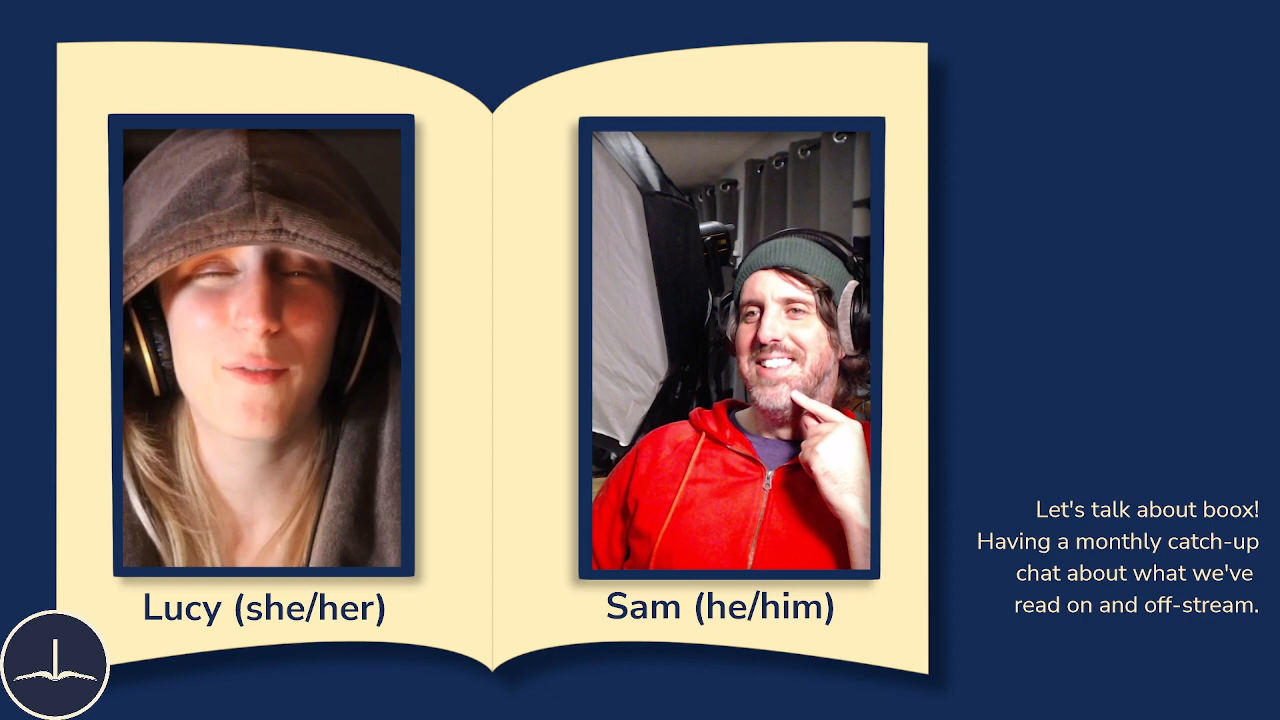 Lucy (she/her)
Sam (he/him)
Let's talk about boox!
Having a monthly catch-up
chat about what we've
read on and off-stream.